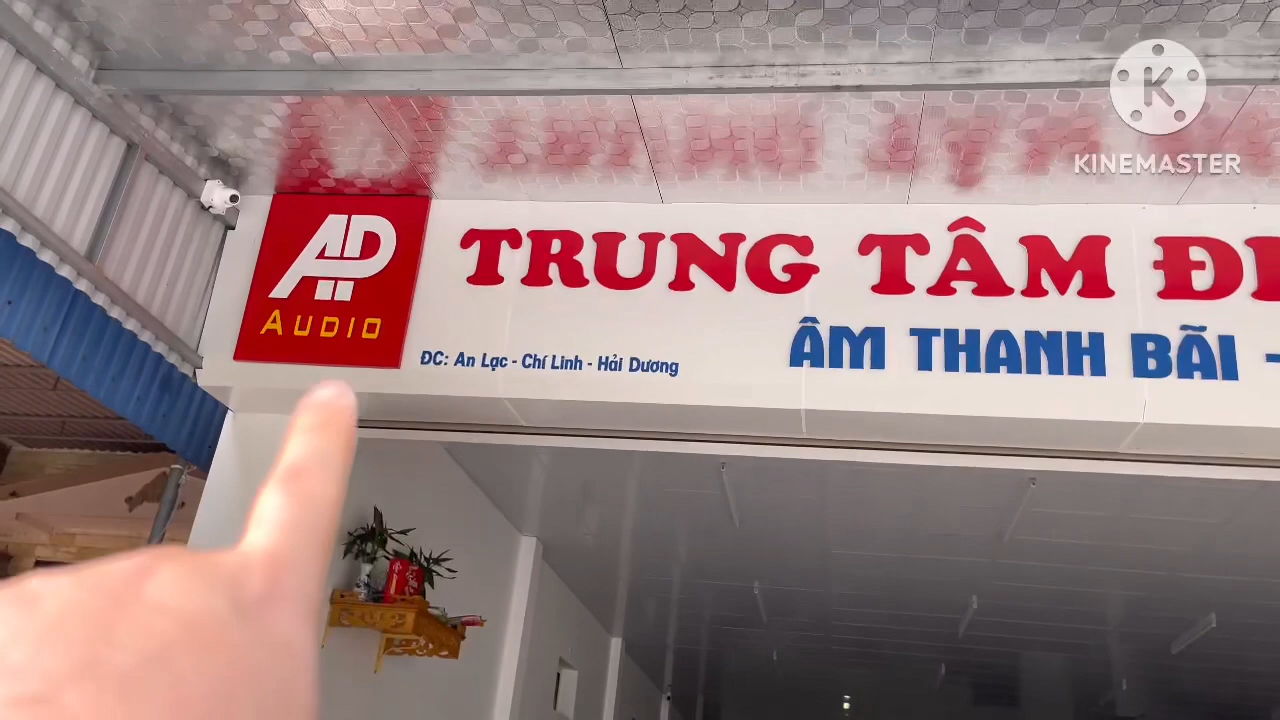 KINEMASTER
AP
AUDIO
TRUNG TÂM
ĐC: An Lạc - Chí Linh - Hải Dương
ÂM THANH BÃI -